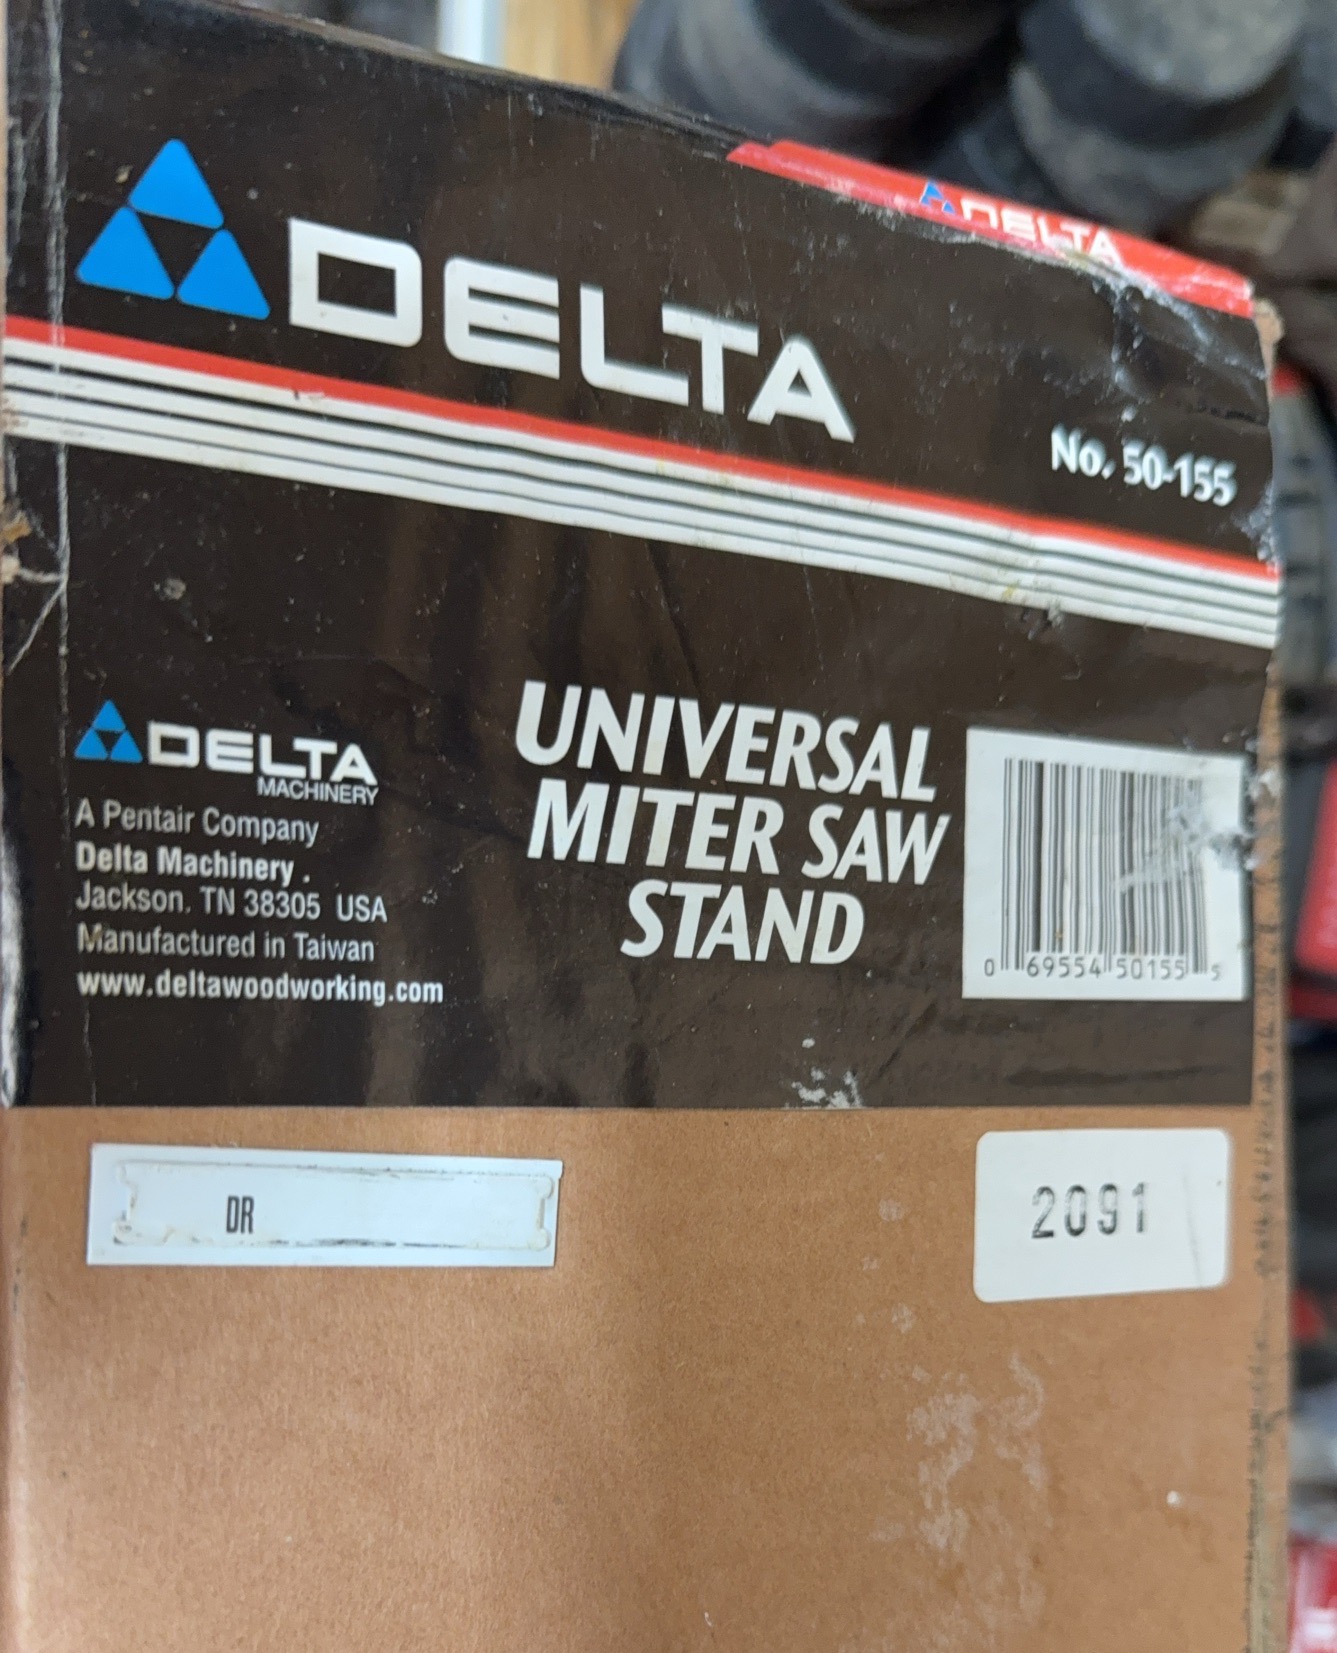 DELTA
DELTA
No. 50-155
DELTA
MACHINERY
A Pentair Company
Delta Machinery .
Jackson. TN 38305 USA
Manufactured in Taiwan
www.deltawoodworking.com
UNIVERSAL
MITER SAW
STAND
0 69554 50155 5
DR
2091